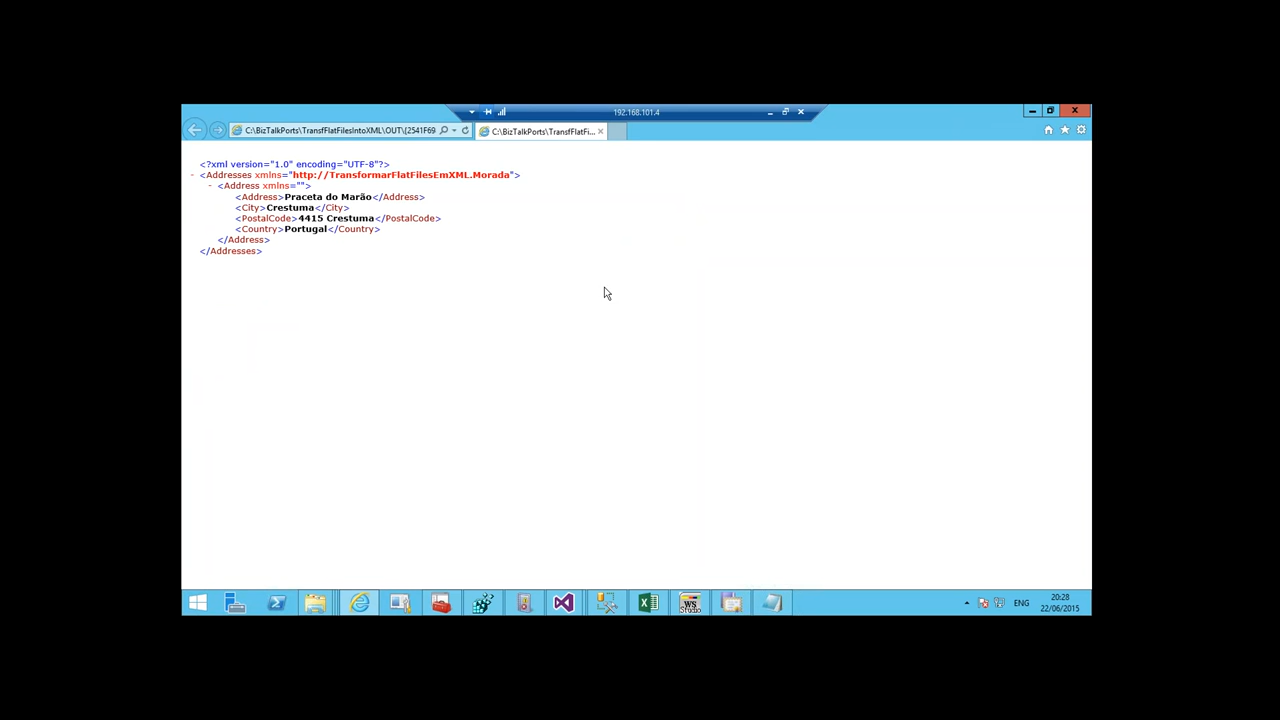 192.168.101.4
C:\BizTalkPorts\TransfFlatFilesIntoXML\OUT\{2541F69
C:\BizTalkPorts\TransfFlatFi...
<?xml version="1.0" encoding="UTF-8"?>
- <Addresses xmlns="http://TransformarFlatFilesEmXML.Morada">
- <Address xmlns="">
<Address>Praceta do Marão</Address>
<City>Crestuma</City>
<PostalCode>4415 Crestuma</PostalCode>
<Country>Portugal</Country>
</Address>
</Addresses>
WS
Studio
ENG
20:28
22/06/2015